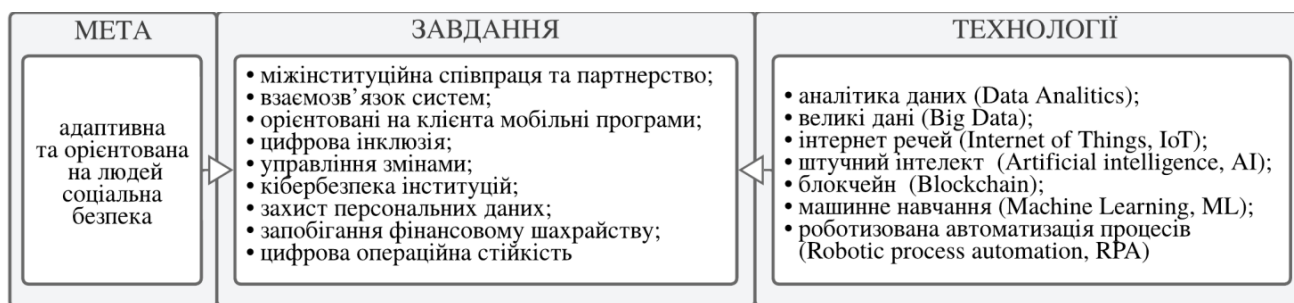 МЕТА
адаптивна
та орієнтована
на людей
соціальна
безпека
ЗАВДАННЯ
• міжінституційна співпраця та партнерство;
• взаємозв’язок систем;
• орієнтовані на клієнта мобільні програми;
• цифрова інклюзія;
• управління змінами;
• кібербезпека інституцій;
• захист персональних даних;
• запобігання фінансовому шахрайству;
• цифрова операційна стійкість
ТЕХНОЛОГІЇ
• аналітика даних (Data Analitics);
• великі дані (Big Data);
• інтернет речей (Internet of Things, IoT);
• штучний інтелект (Artificial intelligence, AI);
• блокчейн (Blockchain);
• машинне навчання (Machine Learning, ML);
• роботизована автоматізація процесів
(Robotic process automation, RPA)